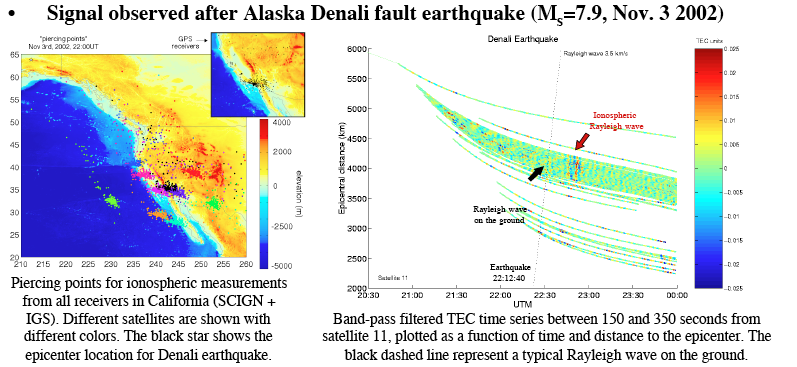 • Signal observed after Alaska Denali fault earthquake (Ms=7.9, Nov. 3 2002)
"piercing points"
Nov 3rd, 2002, 22:00UT
GPS
receivers
65
60
55
50
45
40
35
30
25
20
210 215 220 225 230 235 240 245 250 255 260
4000
2000
0
-2500
-5000
elevation (m)
Piercing points for ionospheric measurements
from all receivers in California (SCIGN +
IGS). Different satellites are shown with
different colors. The black star shows the
epicenter location for Denali earthquake.
Denali Earthquake
Rayleigh wave 3.5 km/s
TEC units
6000
5500
5000
4500
4000
3500
3000
2500
2000
Epicentral distance (km)
Ionospheric
Rayleigh wave
Rayleigh wave
on the ground
Earthquake
22:12:40
Satellite 11
20:30 21:00 21:30 22:00 22:30 23:00 23:30 00:00
UTM
0.025
0.02
0.015
0.01
0.005
0
-0.005
-0.01
-0.015
-0.02
-0.025
Band-pass filtered TEC time series between 150 and 350 seconds from
satellite 11, plotted as a function of time and distance to the epicenter. The
black dashed line represent a typical Rayleigh wave on the ground.